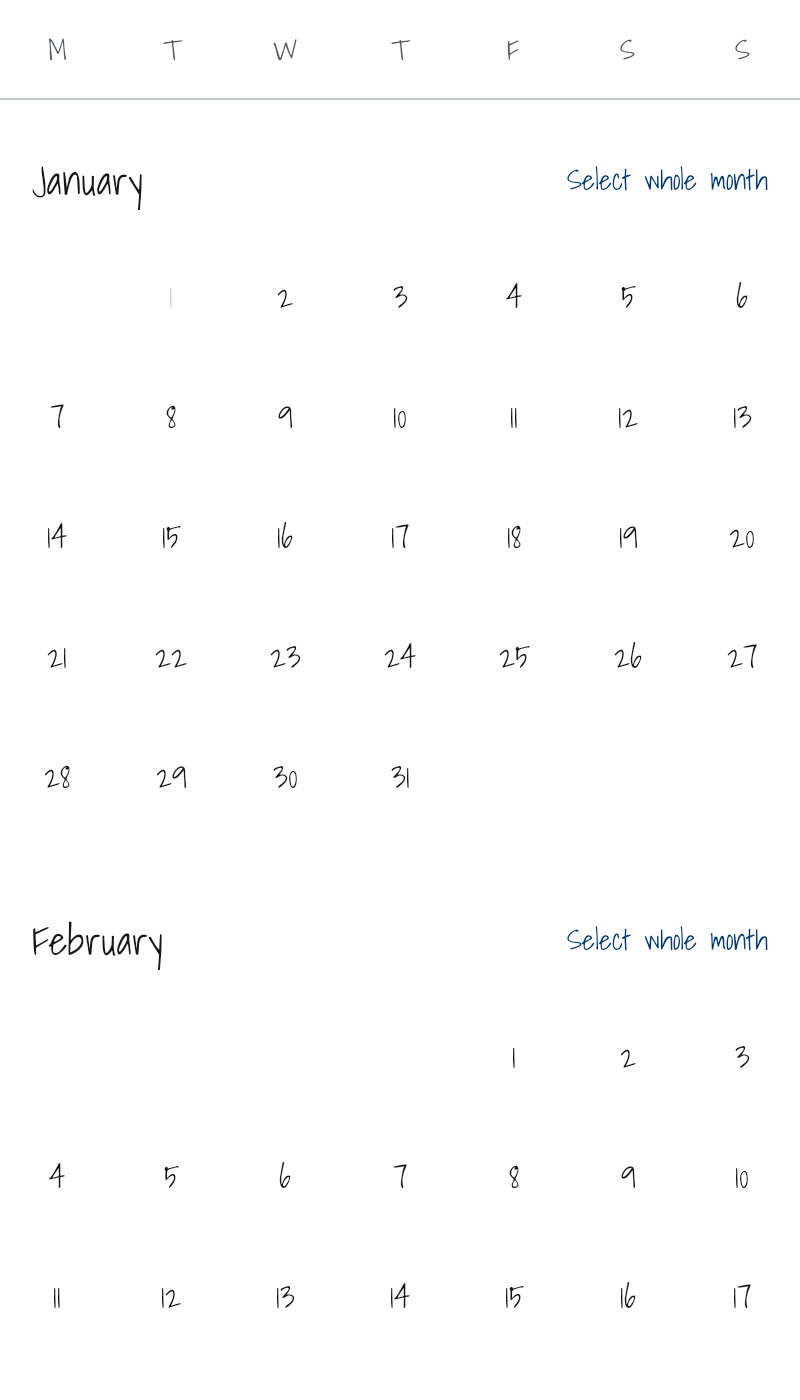 M T W T F S S
January Select whole month
1 2 3 4 5 6
7 8 9 10 11 12 13
14 15 16 17 18 19 20
21 22 23 24 25 26 27
28 29 30 31
February Select whole month
1 2 3
4 5 6 7 8 9 10
11 12 13 14 15 16 17